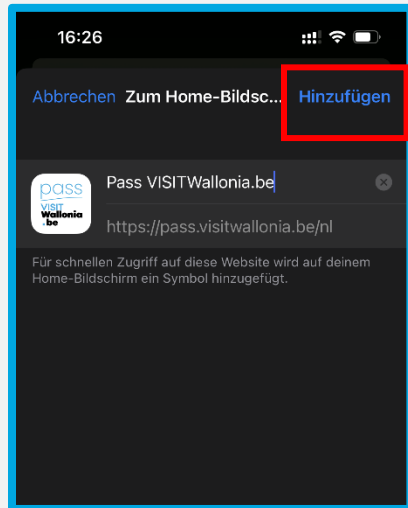 16:26
Abbrechen Zum Home-Bildsc... Hinzufügen
pass
VISIT
Wallonia
.be
Pass VISITWallonia.be
https://pass.visitwallonia.be/nl
Für schnellen Zugriff auf diese Website wird auf deinem
Home-Bildschirm ein Symbol hinzugefügt.